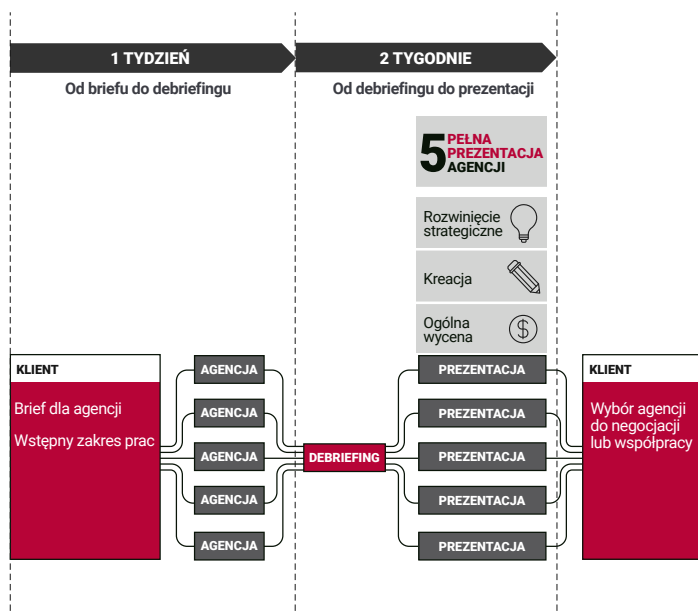 1 TYDZIEŃ
2 TYGODNIE
Od briefu do debriefingu
Od debriefingu do prezentacji
5 PEŁNA
PREZENTACJA
AGENCJI
Rozwinięcie
strategiczne
Kreacja
Ogólna
wycena
$
KLIENT
Brief dla agencji
Wstępny zakres prac
AGENCJA
AGENCJA
AGENCJA
AGENCJA
AGENCJA
DEBRIEFING
PREZENTACJA
PREZENTACJA
PREZENTACJA
PREZENTACJA
PREZENTACJA
KLIENT
Wybór agencji
do negocjacji
lub współpracy